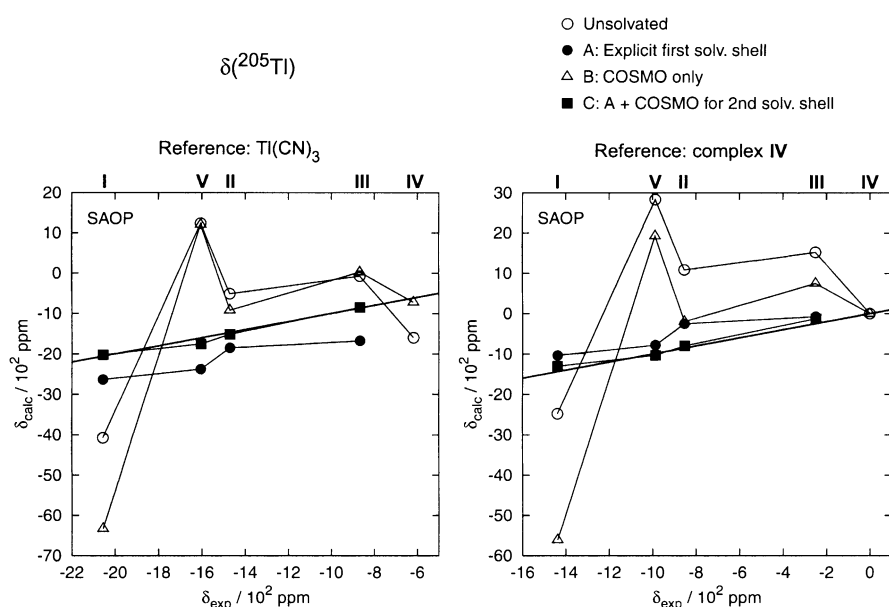 δ(²⁰⁵Tl)
Unsolvated
A: Explicit first solv. shell
B: COSMO only
C: A + COSMO for 2nd solv. shell
Reference: Tl(CN)₃
I V II III IV
SAOP
20
10
0
-10
-20
-30
-40
-50
-60
-70
δcalc / 10² ppm
-22 -20 -18 -16 -14 -12 -10 -8 -6
δexp / 10² ppm
Reference: complex IV
I V II III IV
SAOP
30
20
10
0
-10
-20
-30
-40
-50
-60
δcalc / 10² ppm
-16 -14 -12 -10 -8 -6 -4 -2 0
δexp / 10² ppm